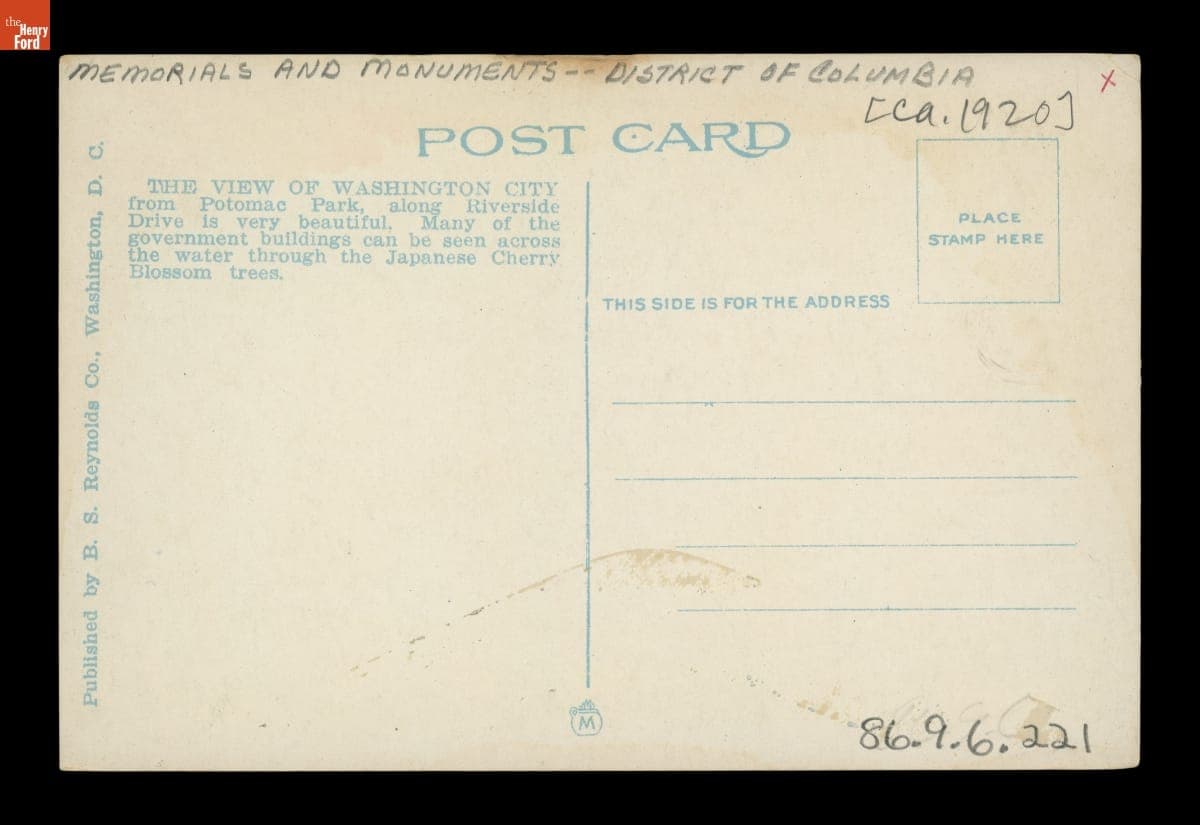 the
Henry
Ford
MEMORIALS AND MONUMENTS-- DISTRICT OF COLUMBIA
x
[ca. 1920]
POST CARD
THE VIEW OF WASHINGTON CITY
from Potomac Park, along Riverside
Drive is very beautiful. Many of the
government buildings can be seen across
the water through the Japanese Cherry
Blossom trees.
PLACE
STAMP HERE
THIS SIDE IS FOR THE ADDRESS
Published by B. S. Reynolds Co., Washington, D. C.
M
86.9.6.221